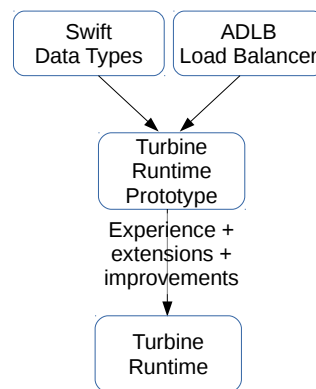 Swift
Data Types
ADLB
Load Balancer
Turbine
Runtime
Prototype
Experience +
extensions +
improvements
Turbine
Runtime